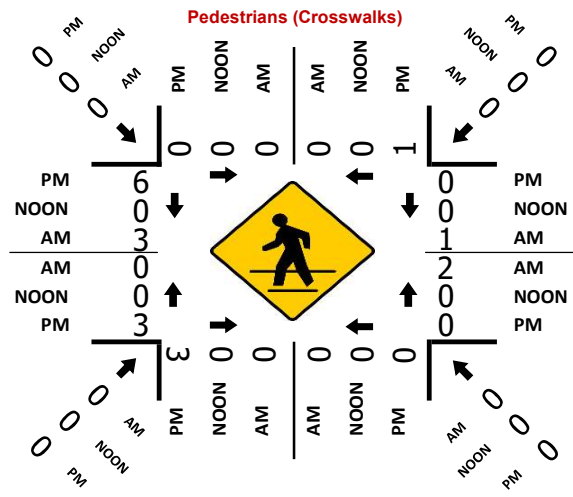 Pedestrians (Crosswalks)
0 PM
0 NOON
0 AM
PM NOON AM AM NOON PM
0 0 0 0 0 1
PM 0
NOON 0
AM 0
PM 6 0 PM
NOON 0 0 NOON
AM 3 1 AM
AM 0 2 AM
NOON 0 0 NOON
PM 3 0 PM
3 0 0 0 0 0
PM NOON AM AM NOON PM
0 AM
0 NOON
0 PM
AM 0
NOON 0
PM 0